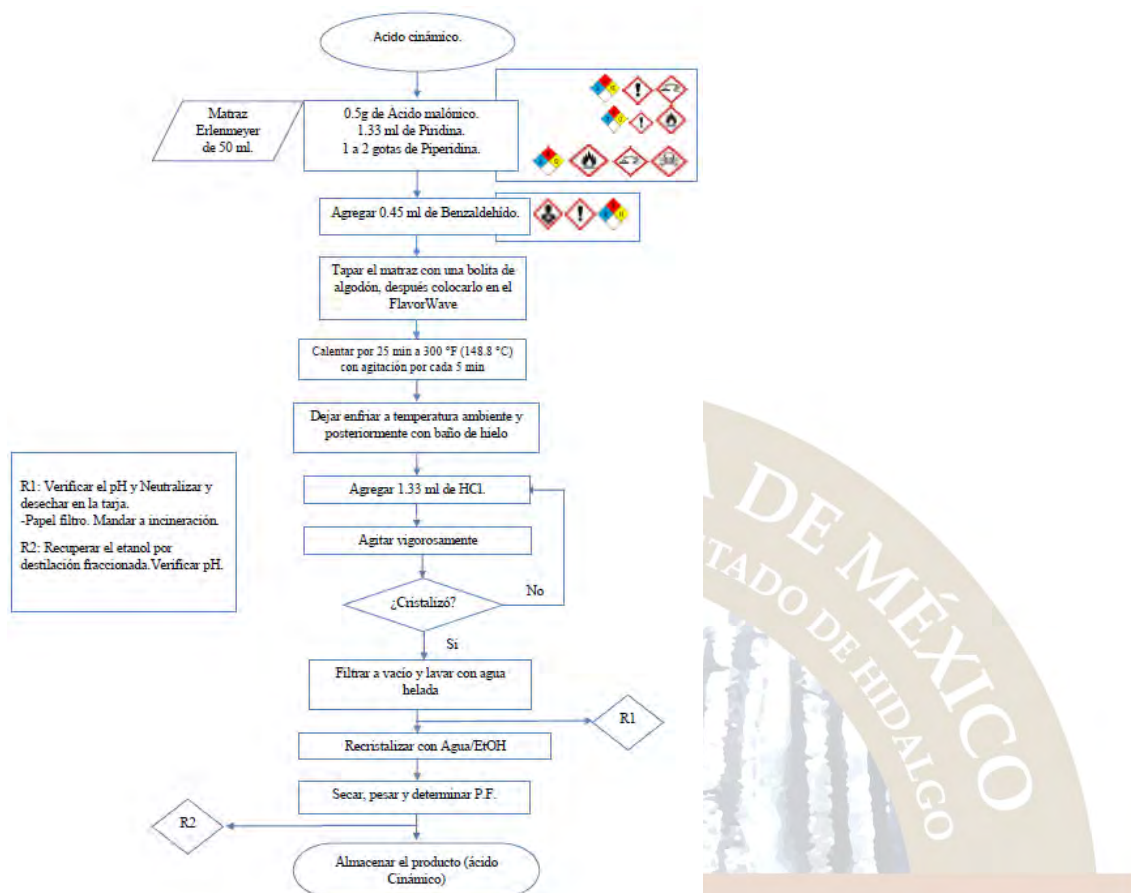 Acido cinámico.
Matraz
Erlenmeyer
de 50 ml.
0.5g de Acido malónico.
1.33 ml de Piridina.
1 a 2 gotas de Piperidina.
Agregar 0.45 ml de Benzaldehído.
Tapar el matraz con una bolita de
algodón, después colocarlo en el
FlavorWave
Calentar por 25 min a 300 °F (148.8 °C)
con agitación por cada 5 min
Dejar enfriar a temperatura ambiente y
posteriormente con baño de hielo
R1: Verificar el pH y Neutralizar y
desechar en la tarja.
-Papel filtro. Mandar a incineración.
R2: Recuperar el etanol por
destilación fraccionada.Verificar pH.
Agregar 1.33 ml de HCl.
Agitar vigorosamente
¿Cristalizó?
No
Si
Filtrar a vacío y lavar con agua
helada
R1
Recristalizar con Agua/EtOH
Secar, pesar y determinar P.F.
R2
Almacenar el producto (ácido
Cinámico)
A DE MÉXICO
TADO DE HIDALGO